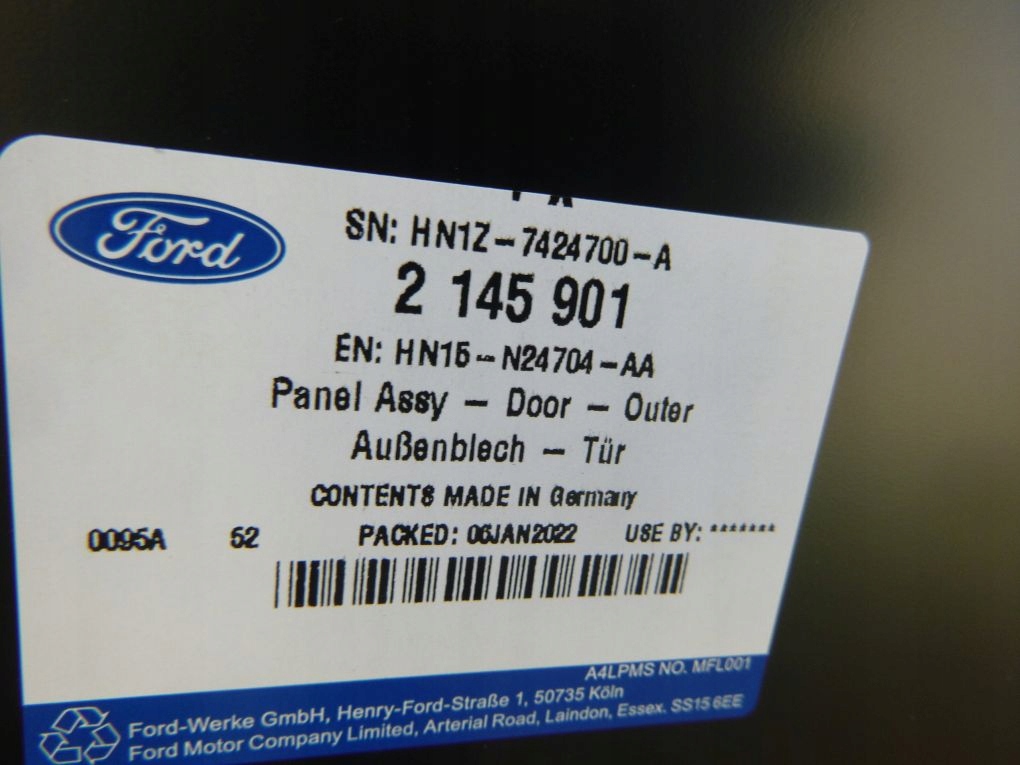 Ford
SN: HN1Z-7424700-A
2 145 901
EN: HN15-N24704-AA
Panel Assy - Door - Outer
Außenblech - Tür
CONTENTS MADE IN Germany
0095A 52 PACKED: 06JAN2022 USE BY: *******
A4LPMS NO. MFL001
Ford-Werke GmbH, Henry-Ford-Straße 1, 50735 Köln
Ford Motor Company Limited, Arterial Road, Laindon, Essex. SS15 6EE